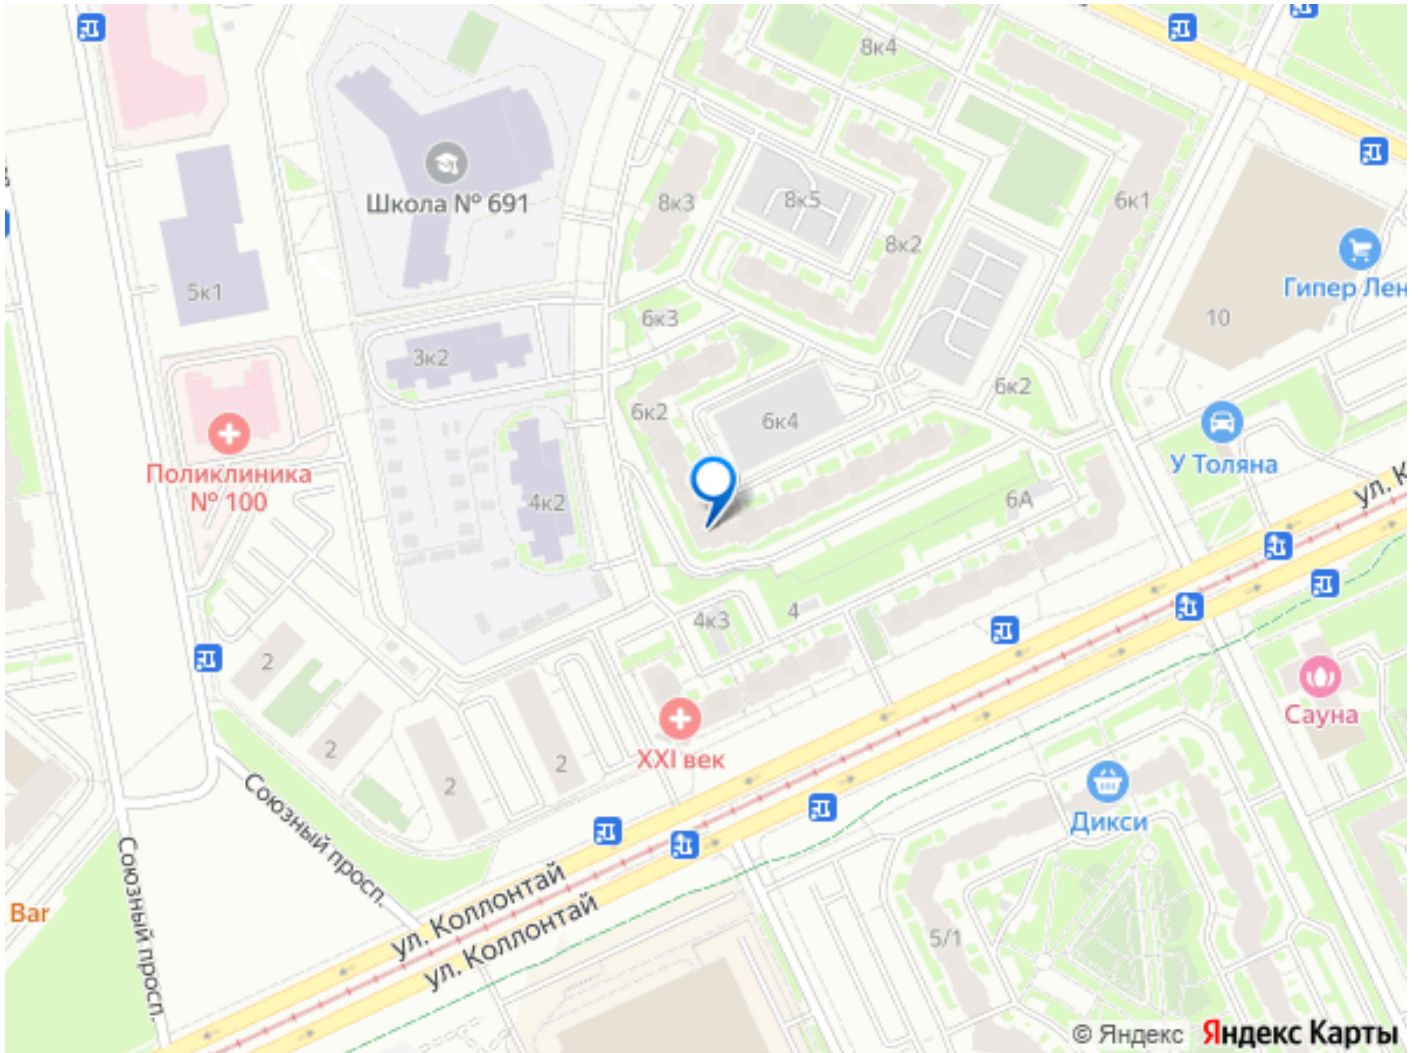 8к4
Школа № 691
8к3
8к5
6к1
8к2
Гипер Лен
5к1
6к3
10
3к2
6к2
6к2
6к4
У Толяна
Поликлиника
№ 100
4к2
6А
ул. К
4к3
4
2
Сауна
2
XXI век
2
2
Союзный просп.
Дикси
Союзный просп.
ул. Коллонтай
Bar
ул. Коллонтай
5/1
© Яндекс Яндекс Карты